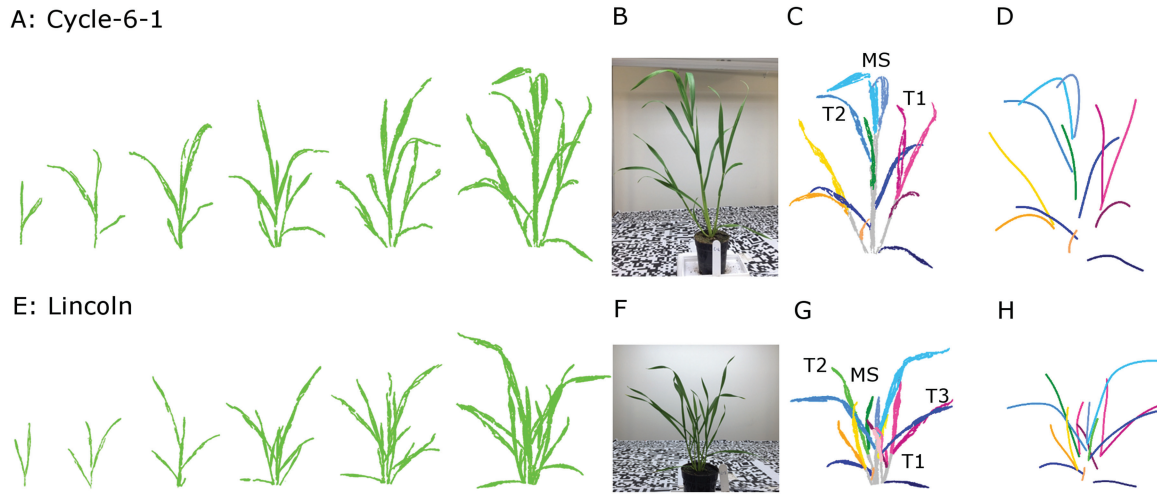 A: Cycle-6-1
B
C
D
MS
T1
T2
E: Lincoln
F
G
H
T2
MS
T3
T1